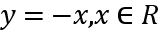 y = −x,x ∈ R